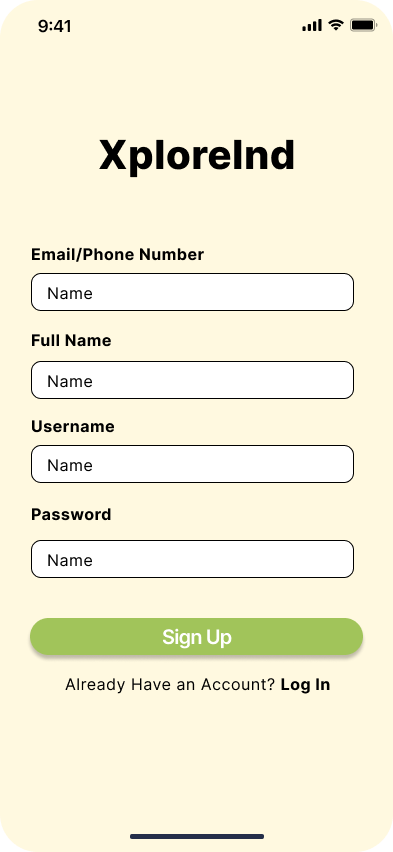 9:41
XploreInd
Email/Phone Number
Name
Full Name
Name
Username
Name
Password
Name
Sign Up
Already Have an Account? Log In